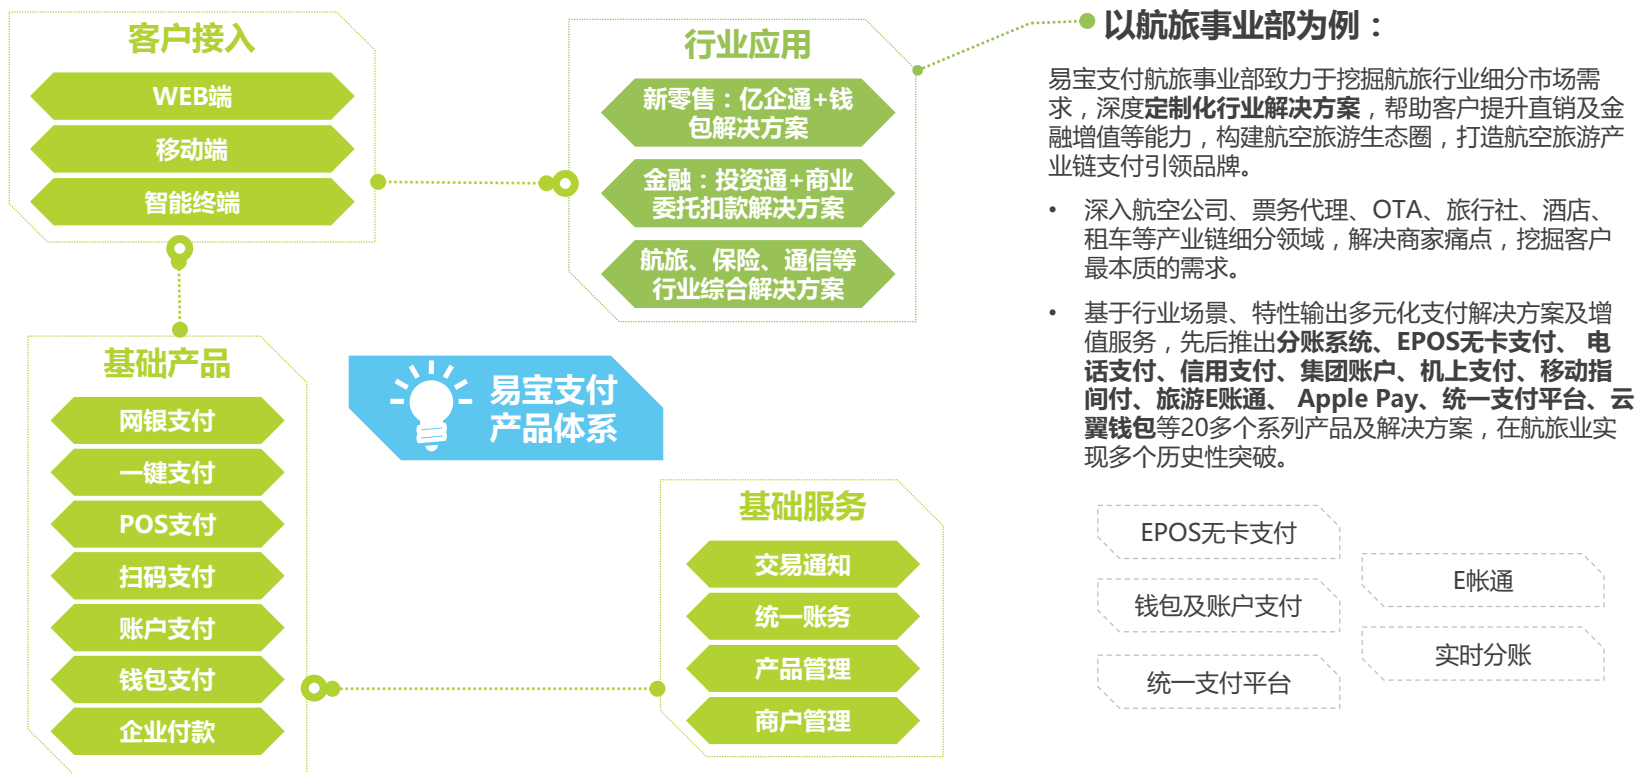 客户接入
WEB端
移动端
智能终端
行业应用
新零售：亿企通+钱
包解决方案
金融：投资通+商业
委托扣款解决方案
航旅、保险、通信等
行业综合解决方案
基础产品
网银支付
一键支付
POS支付
扫码支付
账户支付
钱包支付
企业付款
易宝支付
产品体系
基础服务
交易通知
统一账务
产品管理
商户管理
以航旅事业部为例：
易宝支付航旅事业部致力于挖掘航旅行业细分市场需
求，深度定制化行业解决方案，帮助客户提升直销及金
融增值等能力，构建航空旅游生态圈，打造航空旅游产
业链支付引领品牌。
• 深入航空公司、票务代理、OTA、旅行社、酒店、
租车等产业链细分领域，解决商家痛点，挖掘客户
最本质的需求。
• 基于行业场景、特性输出多元化支付解决方案及增
值服务，先后推出分账系统、EPOS无卡支付、 电
话支付、信用支付、集团账户、机上支付、移动指
间付、旅游E账通、 Apple Pay、统一支付平台、云
翼钱包等20多个系列产品及解决方案，在航旅业实
现多个历史性突破。
EPOS无卡支付
E帐通
钱包及账户支付
实时分账
统一支付平台